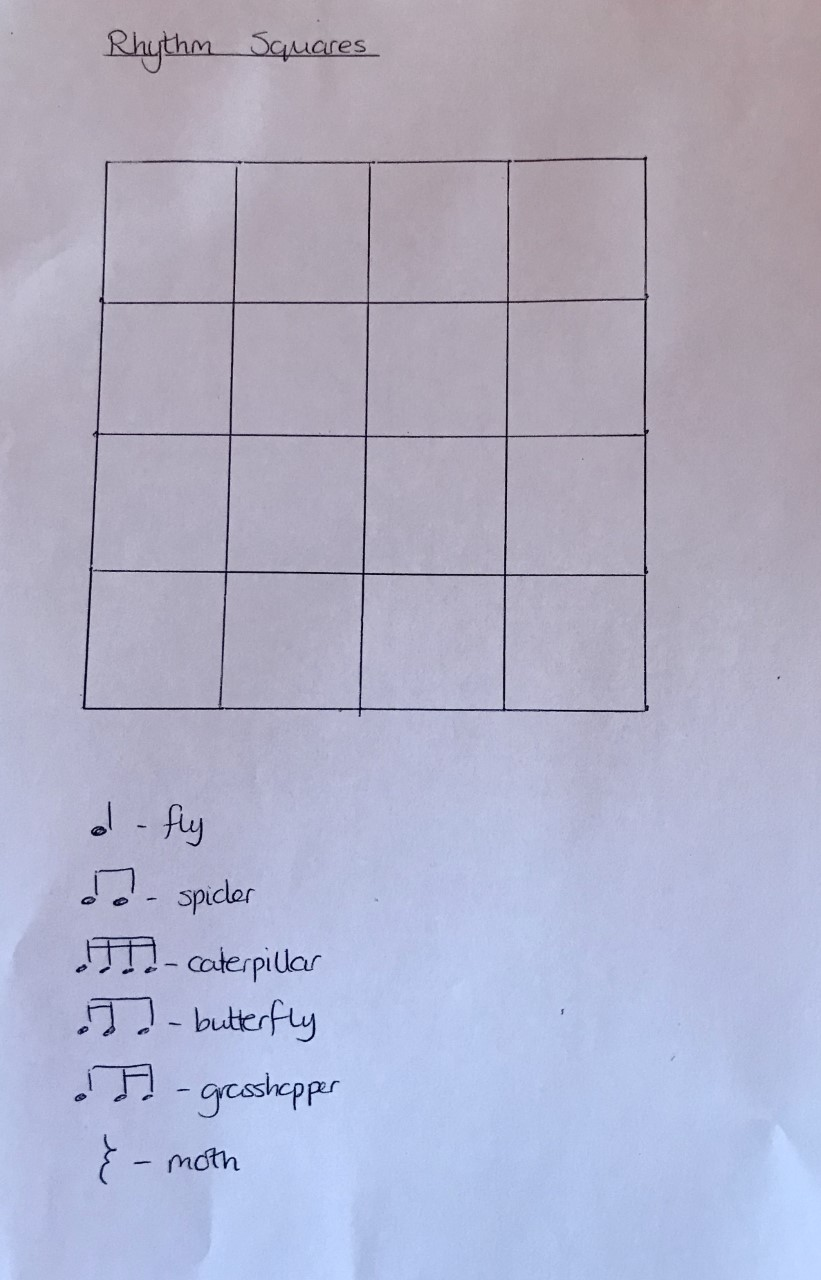 Rhythm Squares
- fly
- spider
- caterpillar
- butterfly
- grasshopper
- moth